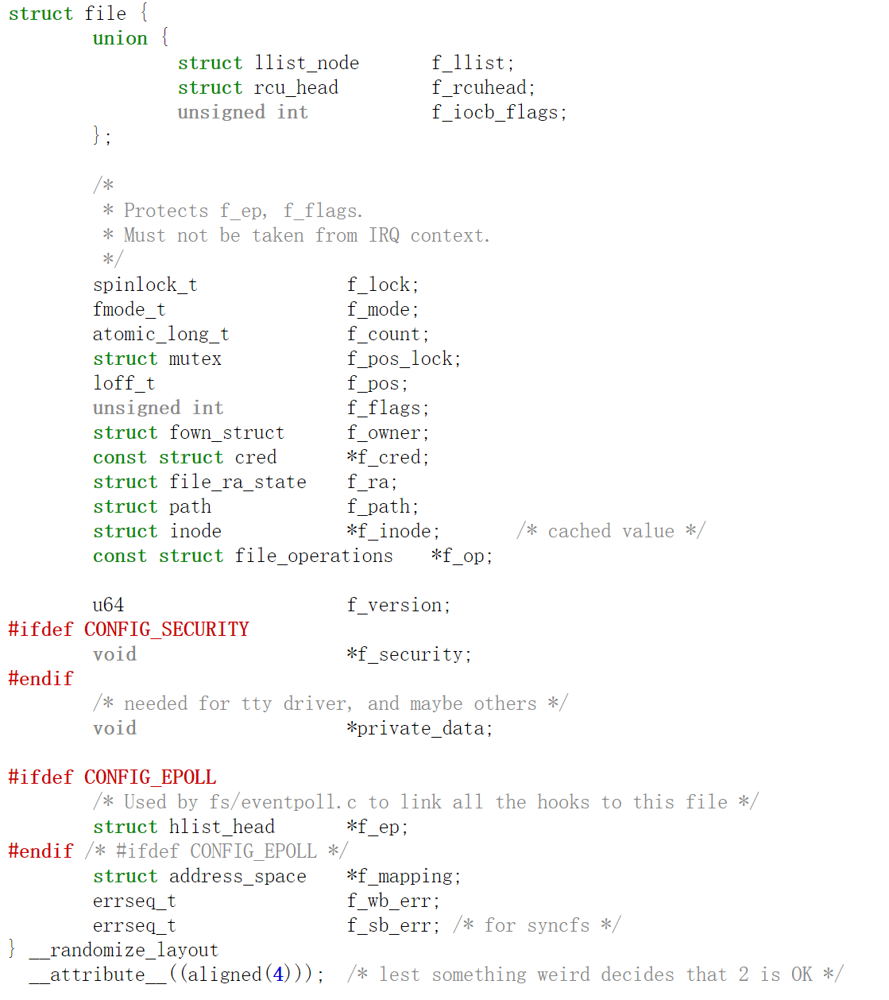 struct file {
        union {
                struct llist_node       f_llist;
                struct rcu_head         f_rcuhead;
                unsigned int            f_iocb_flags;
        };
        /*
         * Protects f_ep, f_flags.
         * Must not be taken from IRQ context.
         */
        spinlock_t              f_lock;
        fmode_t                 f_mode;
        atomic_long_t           f_count;
        struct mutex            f_pos_lock;
        loff_t                  f_pos;
        unsigned int            f_flags;
        struct fown_struct      f_owner;
        const struct cred       *f_cred;
        struct file_ra_state    f_ra;
        struct path             f_path;
        struct inode            *f_inode;       /* cached value */
        const struct file_operations    *f_op;
        u64                     f_version;
#ifdef CONFIG_SECURITY
        void                    *f_security;
#endif
        /* needed for tty driver, and maybe others */
        void                    *private_data;
#ifdef CONFIG_EPOLL
        /* Used by fs/eventpoll.c to link all the hooks to this file */
        struct hlist_head       *f_ep;
#endif /* #ifdef CONFIG_EPOLL */
        struct address_space    *f_mapping;
        errseq_t                f_wb_err;
        errseq_t                f_sb_err; /* for syncfs */
} __randomize_layout
  __attribute__((aligned(4)));  /* lest something weird decides that 2 is OK */